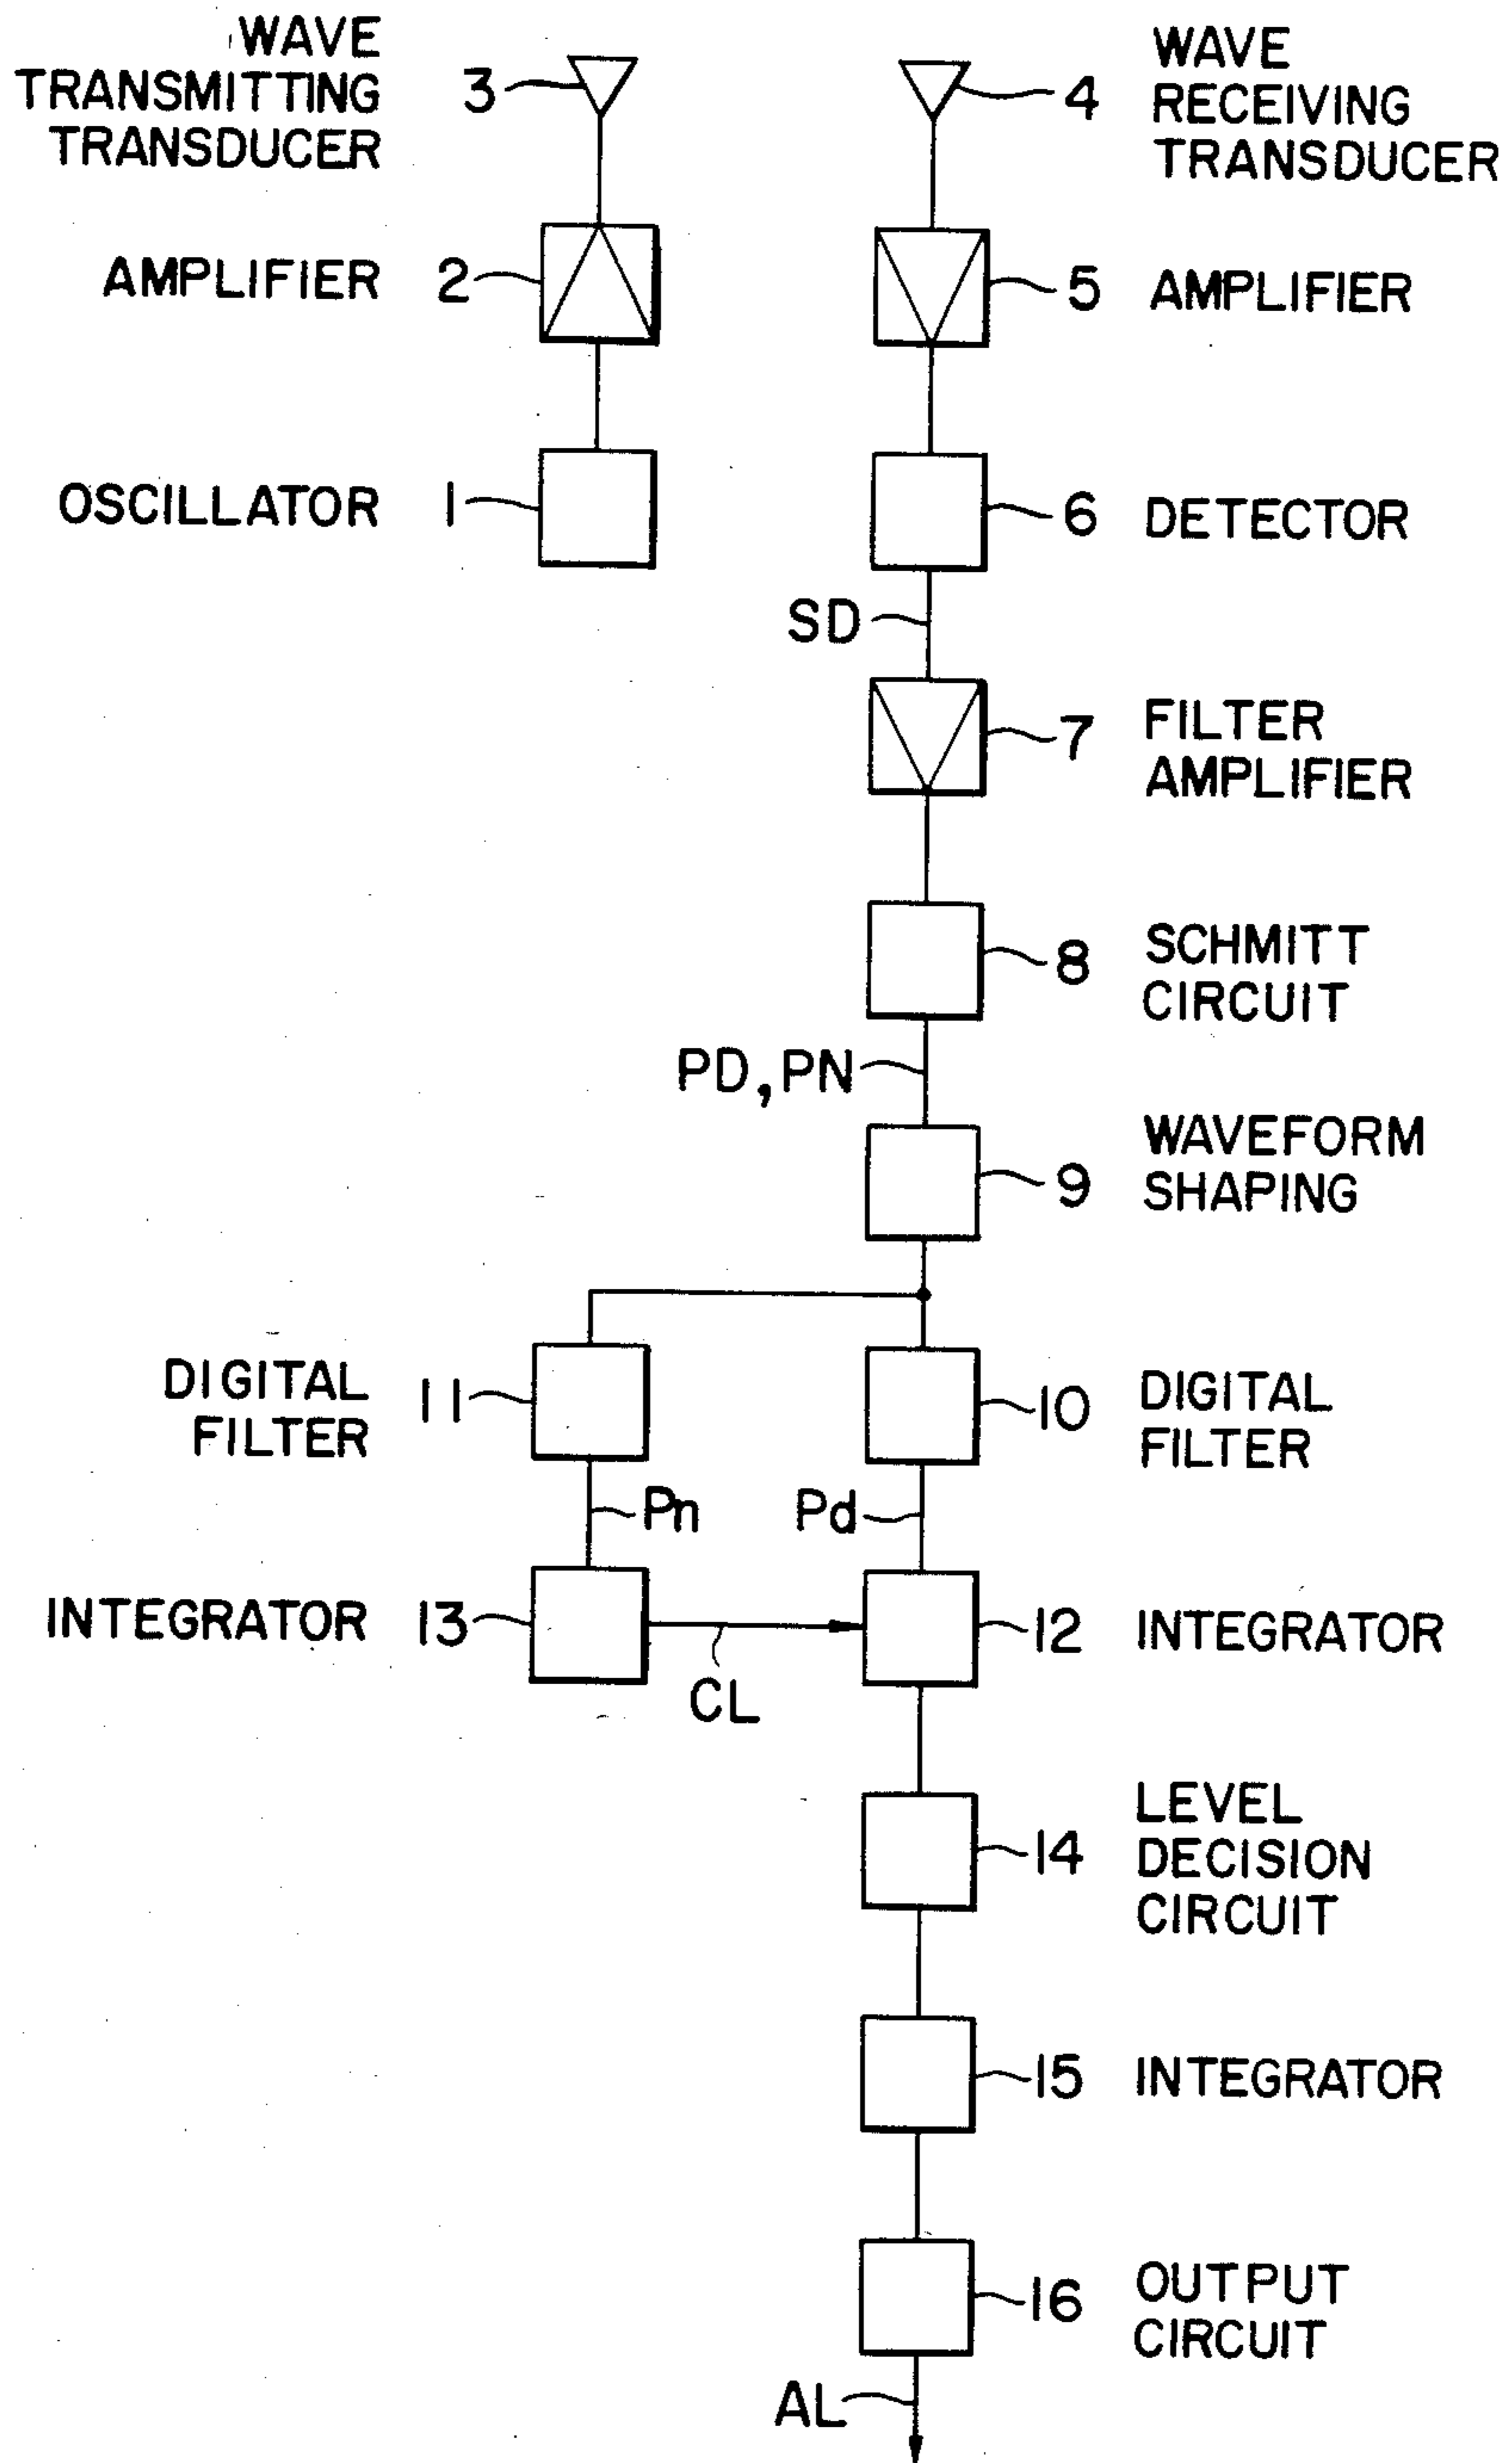 WAVE
TRANSMITTING
TRANSDUCER
3
4
WAVE
RECEIVING
TRANSDUCER
AMPLIFIER 2
5 AMPLIFIER
OSCILLATOR 1
6 DETECTOR
SD
7 FILTER
AMPLIFIER
8 SCHMITT
CIRCUIT
PD, PN
9 WAVEFORM
SHAPING
DIGITAL
FILTER
11
10 DIGITAL
FILTER
Pn
Pd
INTEGRATOR 13
12 INTEGRATOR
CL
14 LEVEL
DECISION
CIRCUIT
15 INTEGRATOR
16 OUTPUT
CIRCUIT
AL